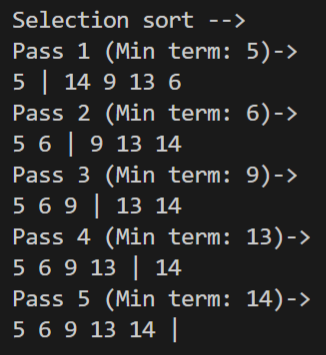 Selection sort -->
Pass 1 (Min term: 5)->
5 | 14 9 13 6
Pass 2 (Min term: 6)->
5 6 | 9 13 14
Pass 3 (Min term: 9)->
5 6 9 | 13 14
Pass 4 (Min term: 13)->
5 6 9 13 | 14
Pass 5 (Min term: 14)->
5 6 9 13 14 |